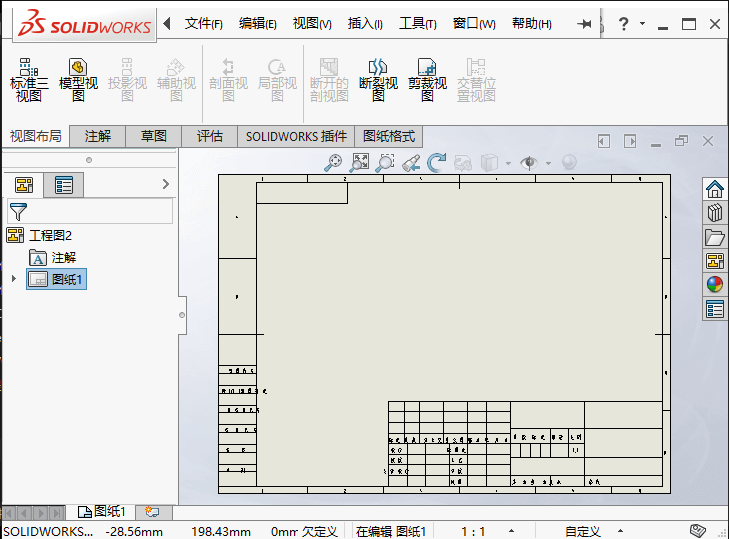 SOLIDWORKS 文件(F) 编辑(E) 视图(V) 插入(I) 工具(T) 窗口(W) 帮助(H) ?
标准三视图 模型视图 投影视图 辅助视图 剖面视图 局部视图 断开的剖视图 断裂视图 剪裁视图 交替位置视图
视图布局 注解 草图 评估 SOLIDWORKS 插件 图纸格式
工程图2
注解
图纸1
图纸1
SOLIDWORKS... -28.56mm 198.43mm 0mm 欠定义 在编辑 图纸1 1 : 1 自定义